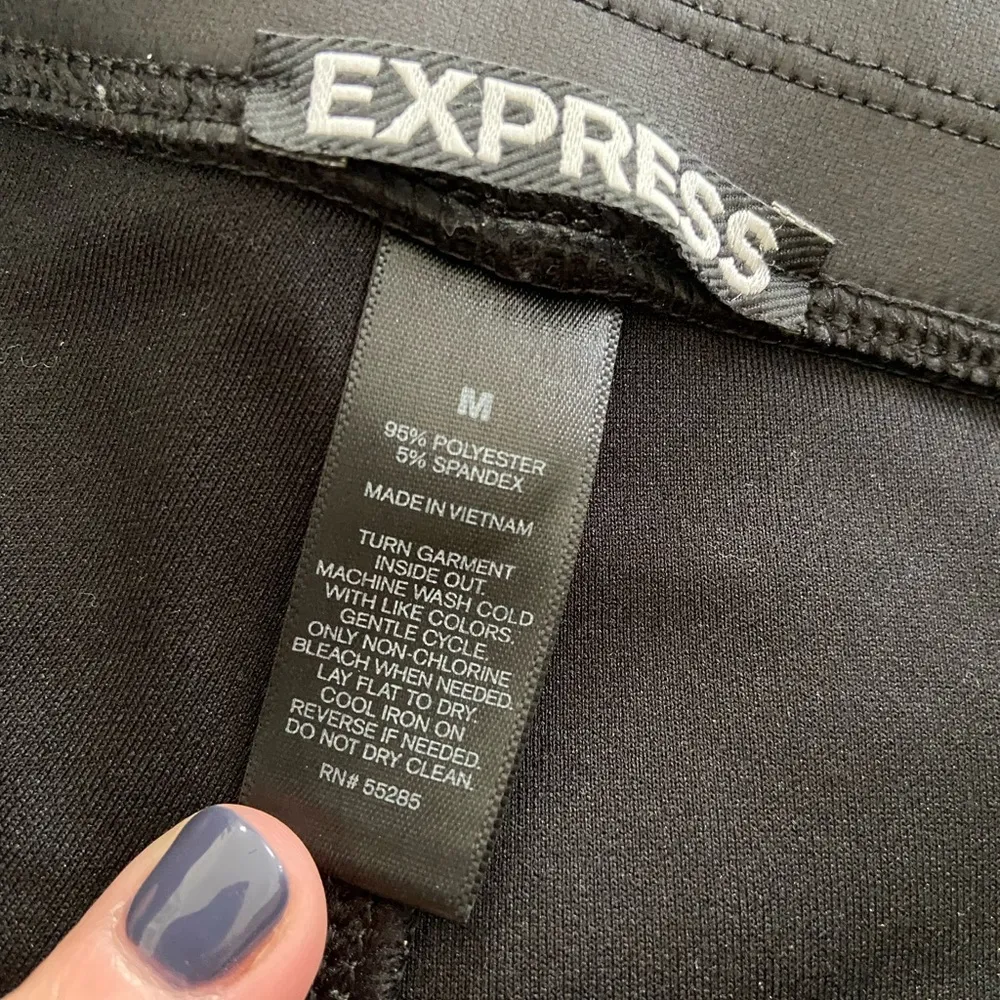 EXPRESS
M
95% POLYESTER
5% SPANDEX
MADE IN VIETNAM
TURN GARMENT
INSIDE OUT.
MACHINE WASH COLD
WITH LIKE COLORS.
GENTLE CYCLE.
ONLY NON-CHLORINE
BLEACH WHEN NEEDED.
LAY FLAT TO DRY.
COOL IRON ON
REVERSE IF NEEDED.
DO NOT DRY CLEAN.
RN# 55285